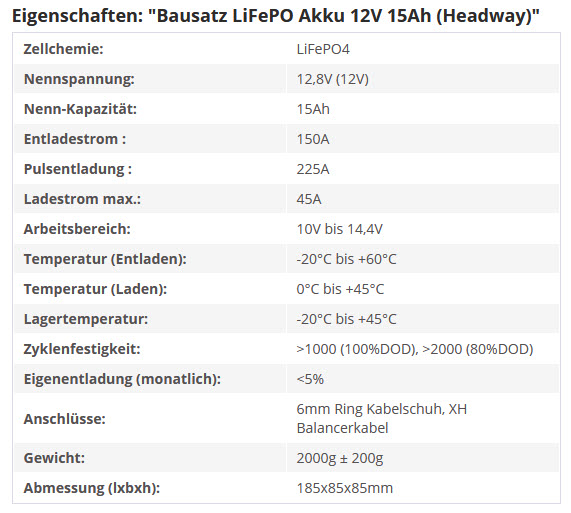 Eigenschaften: "Bausatz LiFePO Akku 12V 15Ah (Headway)"
Zellchemie: LiFePO4
Nennspannung: 12,8V (12V)
Nenn-Kapazität: 15Ah
Entladestrom : 150A
Pulsentladung : 225A
Ladestrom max.: 45A
Arbeitsbereich: 10V bis 14,4V
Temperatur (Entladen): -20°C bis +60°C
Temperatur (Laden): 0°C bis +45°C
Lagertemperatur: -20°C bis +45°C
Zyklenfestigkeit: >1000 (100%DOD), >2000 (80%DOD)
Eigenentladung (monatlich): <5%
Anschlüsse: 6mm Ring Kabelschuh, XH
Balancerkabel
Gewicht: 2000g ± 200g
Abmessung (lxbxh): 185x85x85mm